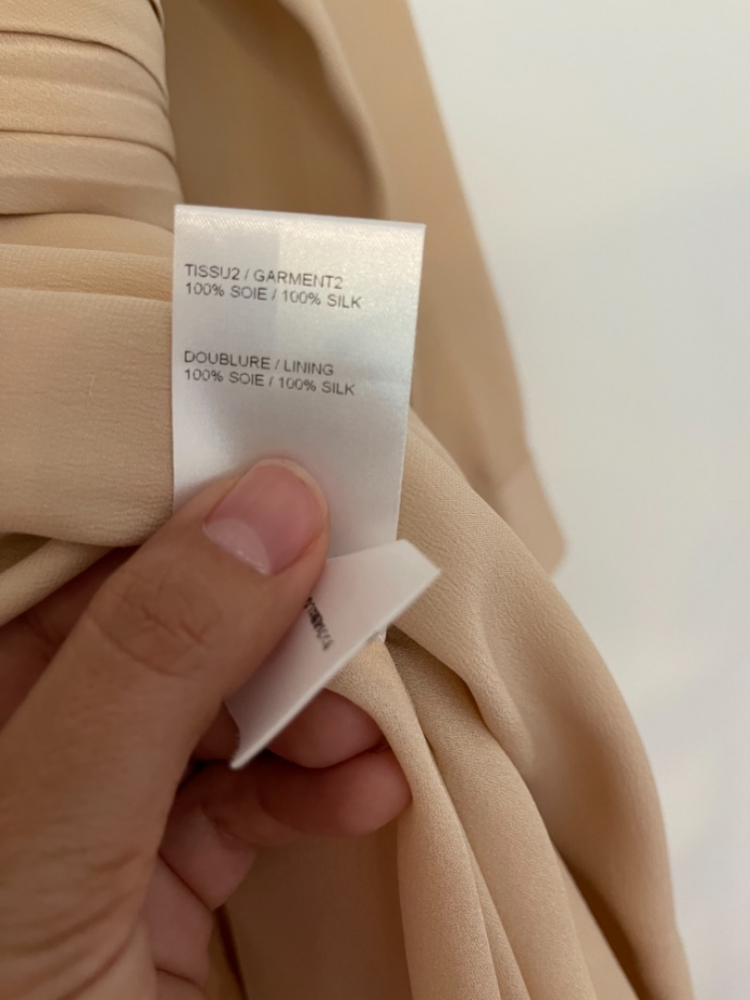 TISSU2 / GARMENT2
100% SOIE / 100% SILK
DOUBLURE / LINING
100% SOIE / 100% SILK